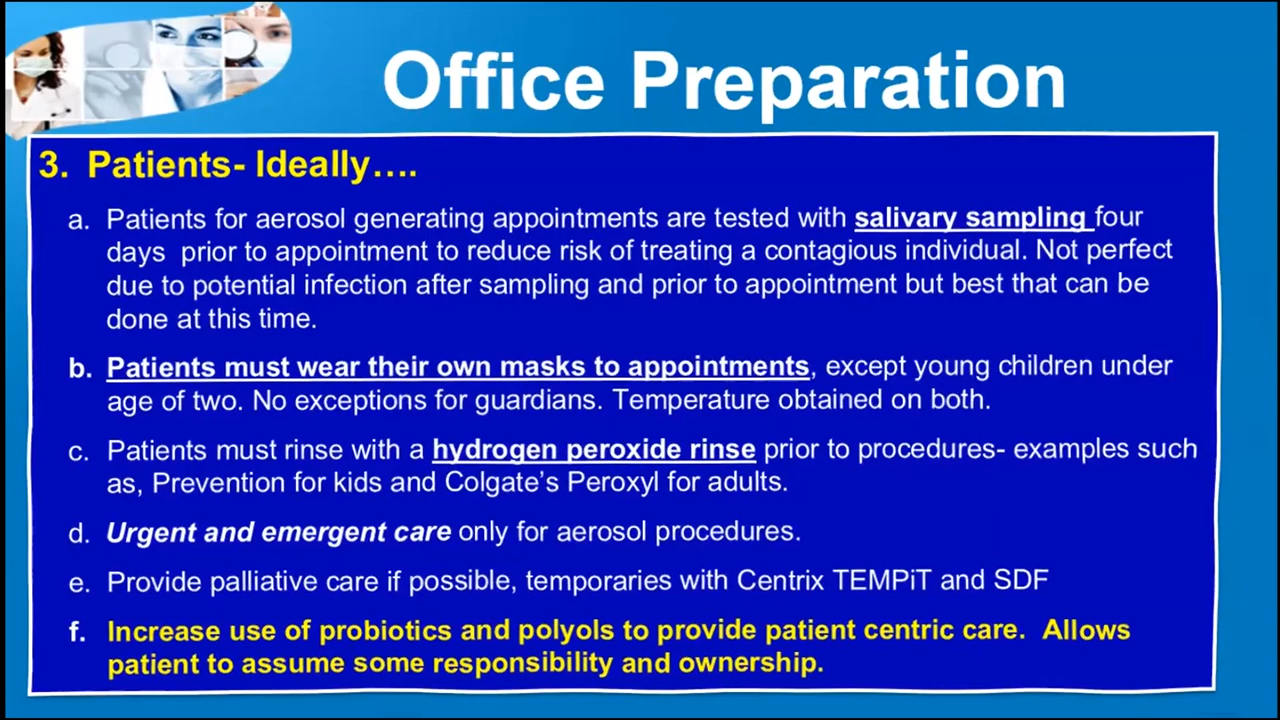 Office Preparation
3. Patients- Ideally....
a. Patients for aerosol generating appointments are tested with salivary sampling four
days prior to appointment to reduce risk of treating a contagious individual. Not perfect
due to potential infection after sampling and prior to appointment but best that can be
done at this time.
b. Patients must wear their own masks to appointments, except young children under
age of two. No exceptions for guardians. Temperature obtained on both.
c. Patients must rinse with a hydrogen peroxide rinse prior to procedures- examples such
as, Prevention for kids and Colgate's Peroxyl for adults.
d. Urgent and emergent care only for aerosol procedures.
e. Provide palliative care if possible, temporaries with Centrix TEMPiT and SDF
f. Increase use of probiotics and polyols to provide patient centric care. Allows
patient to assume some responsibility and ownership.